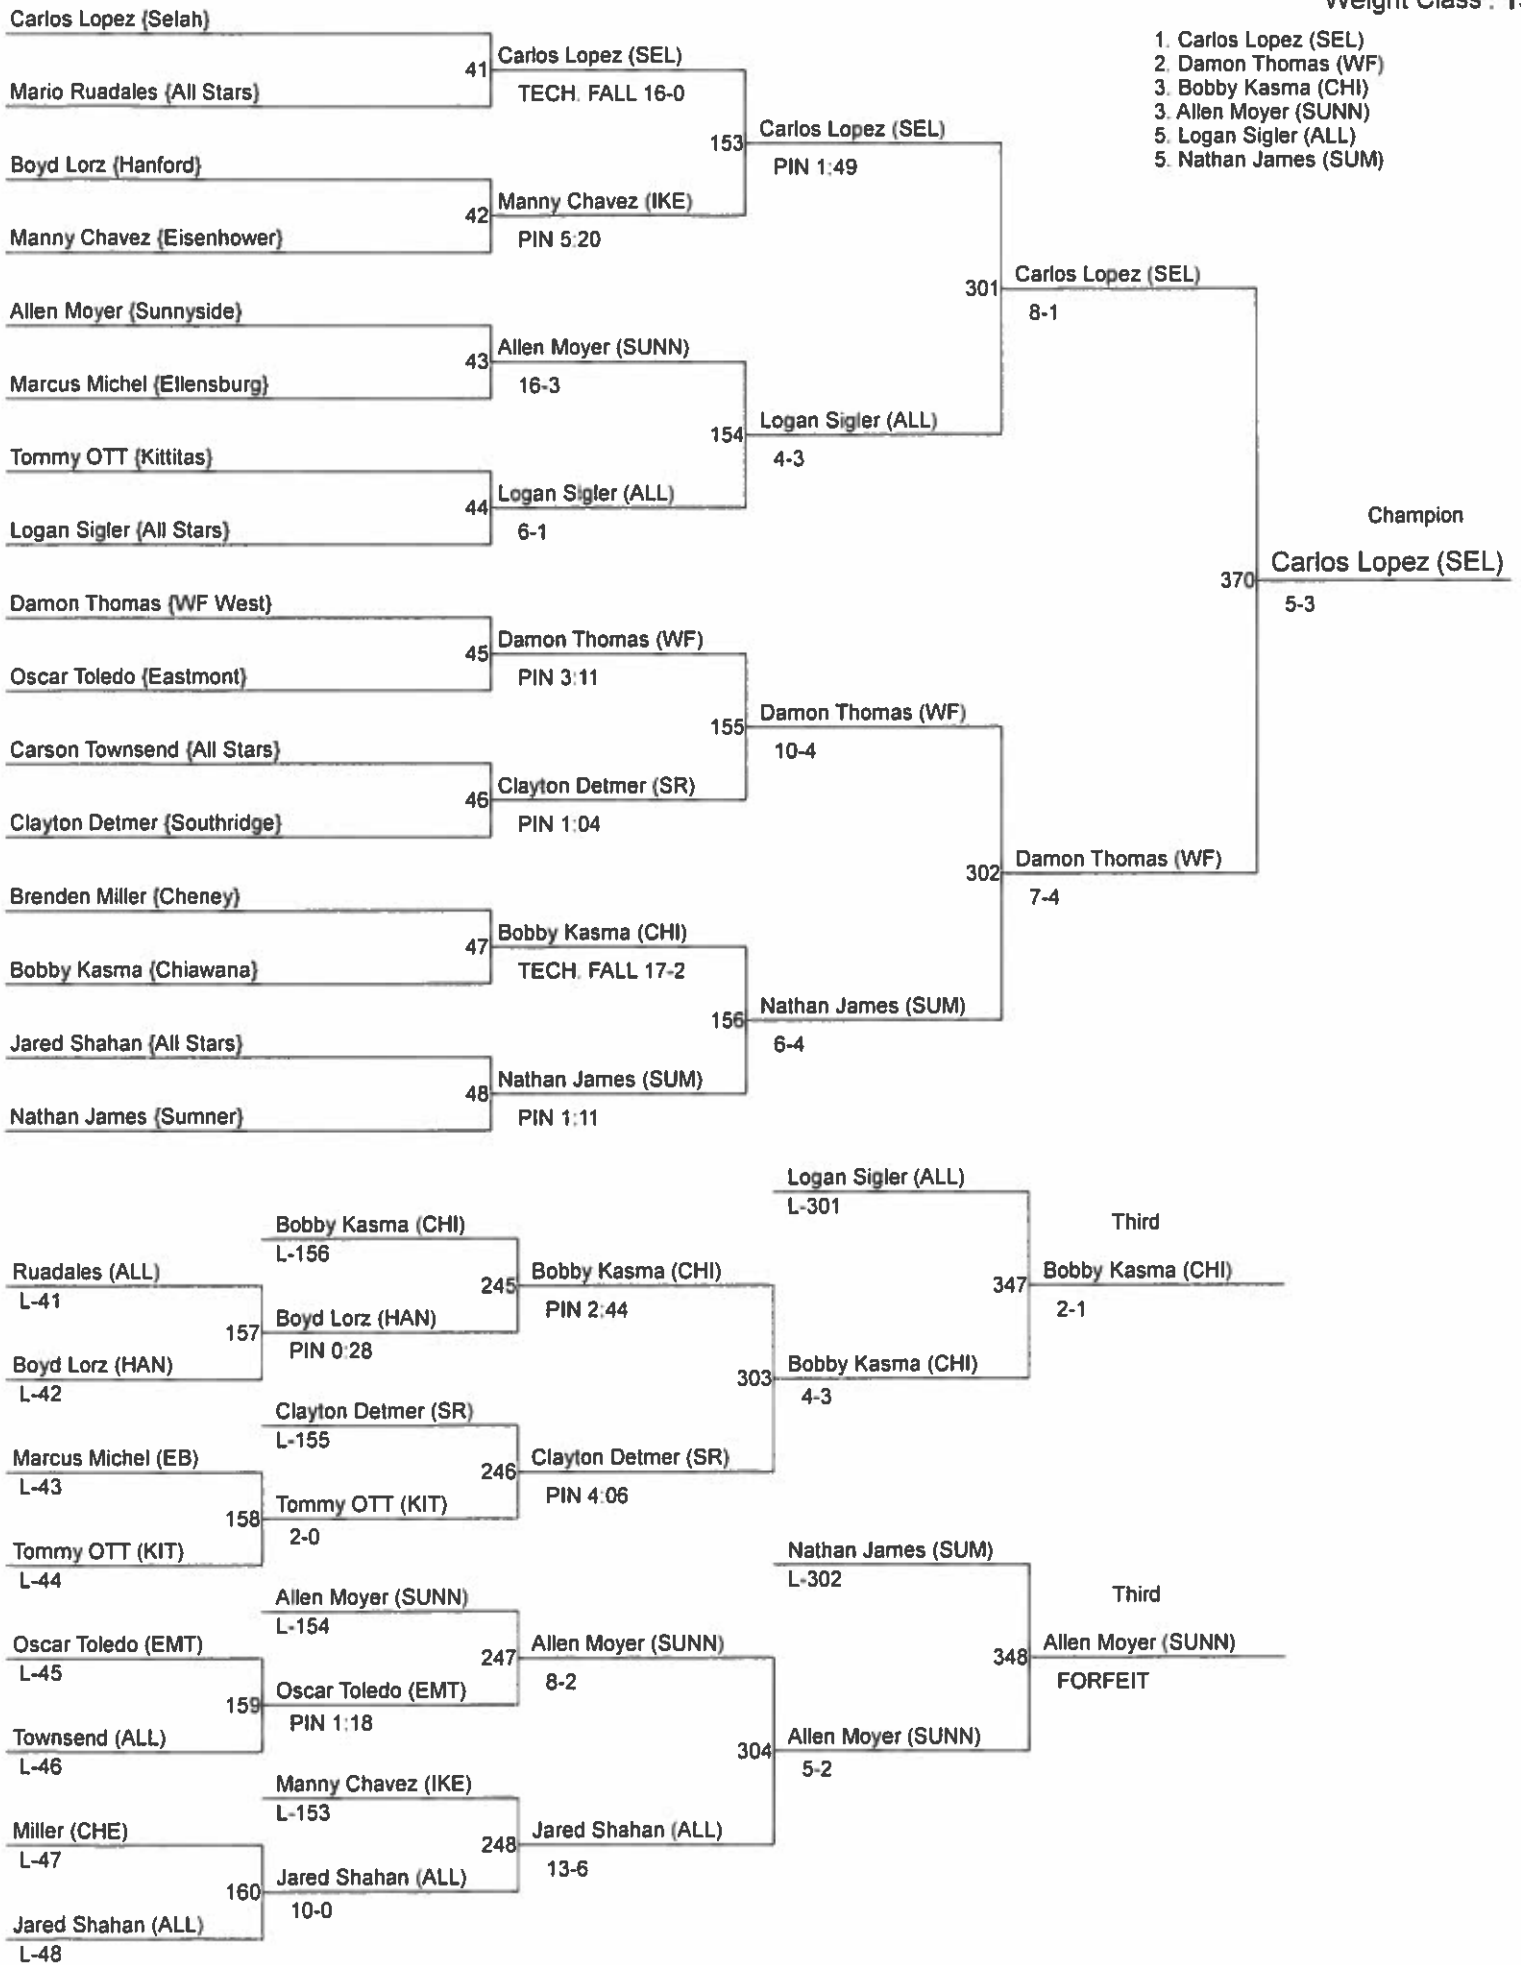 Weight Class :
1. Carlos Lopez (SEL)
2. Damon Thomas (WF)
3. Bobby Kasma (CHI)
3. Allen Moyer (SUNN)
5. Logan Sigler (ALL)
5. Nathan James (SUM)
Carlos Lopez {Selah}
41 Carlos Lopez (SEL)
Mario Ruadales {All Stars}
TECH. FALL 16-0
153 Carlos Lopez (SEL)
PIN 1:49
Boyd Lorz {Hanford}
42 Manny Chavez (IKE)
Manny Chavez {Eisenhower}
PIN 5:20
301 Carlos Lopez (SEL)
8-1
Allen Moyer {Sunnyside}
43 Allen Moyer (SUNN)
Marcus Michel {Ellensburg}
16-3
154 Logan Sigler (ALL)
4-3
Tommy OTT {Kittitas}
44 Logan Sigler (ALL)
Logan Sigler {All Stars}
6-1
Champion
370 Carlos Lopez (SEL)
5-3
Damon Thomas {WF West}
45 Damon Thomas (WF)
Oscar Toledo {Eastmont}
PIN 3:11
155 Damon Thomas (WF)
10-4
Carson Townsend {All Stars}
46 Clayton Detmer (SR)
Clayton Detmer {Southridge}
PIN 1:04
302 Damon Thomas (WF)
7-4
Brenden Miller {Cheney}
47 Bobby Kasma (CHI)
Bobby Kasma {Chiawana}
TECH. FALL 17-2
156 Nathan James (SUM)
6-4
Jared Shahan {All Stars}
48 Nathan James (SUM)
Nathan James {Sumner}
PIN 1:11
Logan Sigler (ALL)
L-301
Third
Bobby Kasma (CHI)
L-156
Ruadales (ALL)
L-41
245 Bobby Kasma (CHI)
PIN 2:44
347 Bobby Kasma (CHI)
2-1
157 Boyd Lorz (HAN)
PIN 0:28
Boyd Lorz (HAN)
L-42
303 Bobby Kasma (CHI)
4-3
Clayton Detmer (SR)
L-155
Marcus Michel (EB)
L-43
246 Clayton Detmer (SR)
PIN 4:06
158 Tommy OTT (KIT)
2-0
Tommy OTT (KIT)
L-44
Nathan James (SUM)
L-302
Third
Allen Moyer (SUNN)
L-154
Oscar Toledo (EMT)
L-45
247 Allen Moyer (SUNN)
8-2
348 Allen Moyer (SUNN)
FORFEIT
159 Oscar Toledo (EMT)
PIN 1:18
Townsend (ALL)
L-46
304 Allen Moyer (SUNN)
5-2
Manny Chavez (IKE)
L-153
Miller (CHE)
L-47
248 Jared Shahan (ALL)
13-6
160 Jared Shahan (ALL)
10-0
Jared Shahan (ALL)
L-48